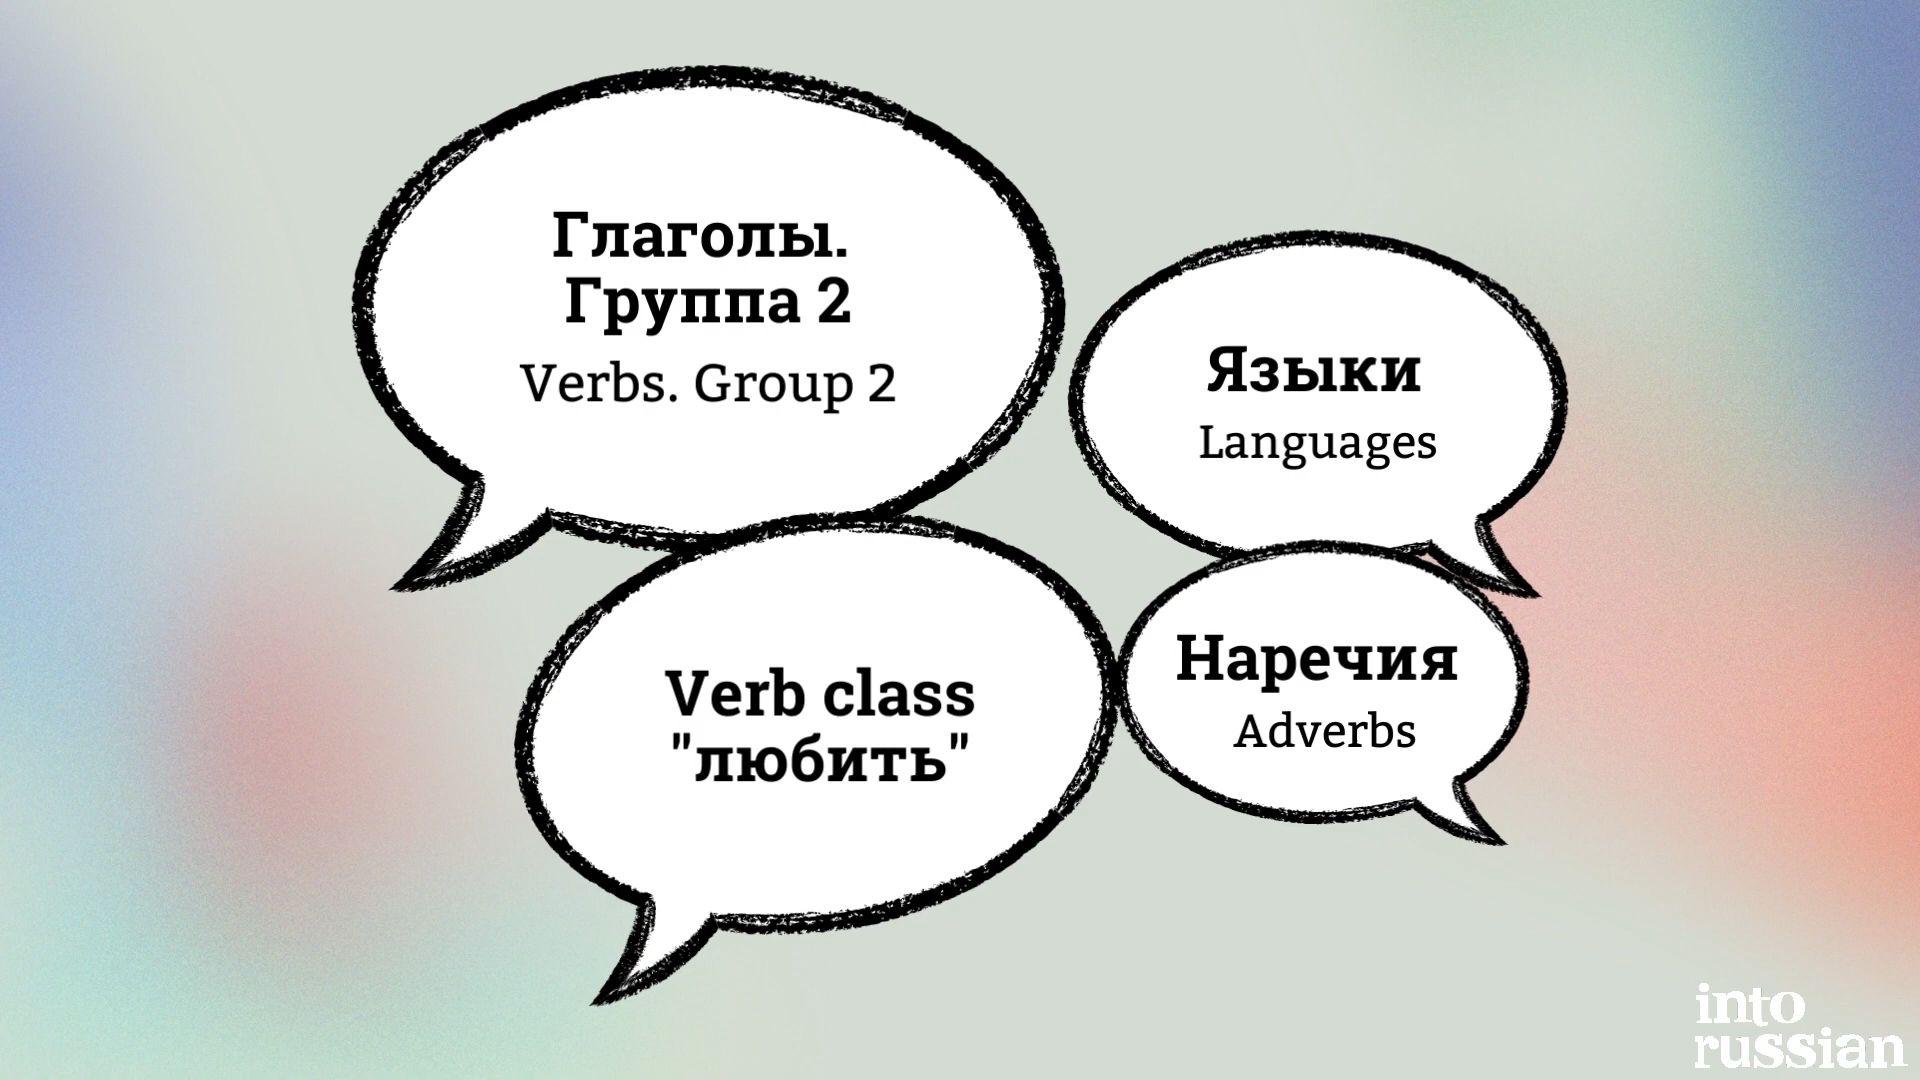 Глаголы.
Группа 2
Verbs. Group 2
Языки
Languages
Verb class
"любить"
Наречия
Adverbs
into
russian